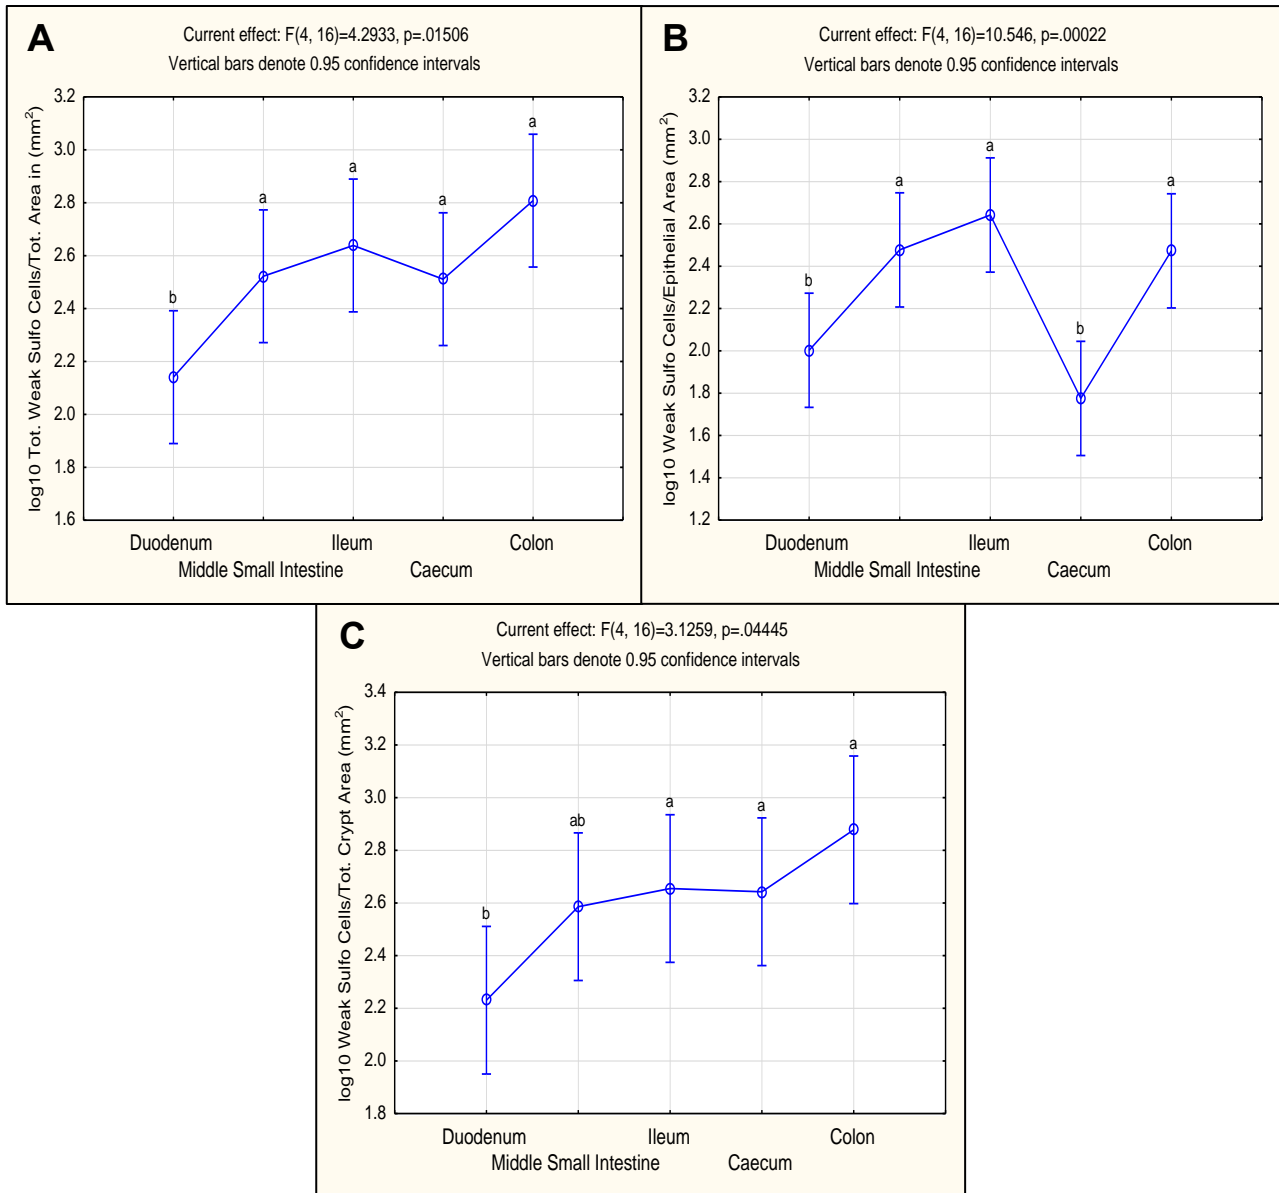 A
Current effect: F(4, 16)=4.2933, p=.01506
Vertical bars denote 0.95 confidence intervals
log10 Tot. Weak Sulfo Cells/Tot. Area in (mm²)
3.2
3.0
2.8
2.6
2.4
2.2
2.0
1.8
1.6
b
a
a
a
a
Duodenum
Ileum
Colon
Middle Small Intestine
Caecum
B
Current effect: F(4, 16)=10.546, p=.00022
Vertical bars denote 0.95 confidence intervals
log10 Weak Sulfo Cells/Epithelial Area (mm²)
3.2
3.0
2.8
2.6
2.4
2.2
2.0
1.8
1.6
1.4
1.2
b
a
a
b
a
Duodenum
Ileum
Colon
Middle Small Intestine
Caecum
C
Current effect: F(4, 16)=3.1259, p=.04445
Vertical bars denote 0.95 confidence intervals
log10 Weak Sulfo Cells/Tot. Crypt Area (mm²)
3.4
3.2
3.0
2.8
2.6
2.4
2.2
2.0
1.8
b
ab
a
a
a
Duodenum
Ileum
Colon
Middle Small Intestine
Caecum